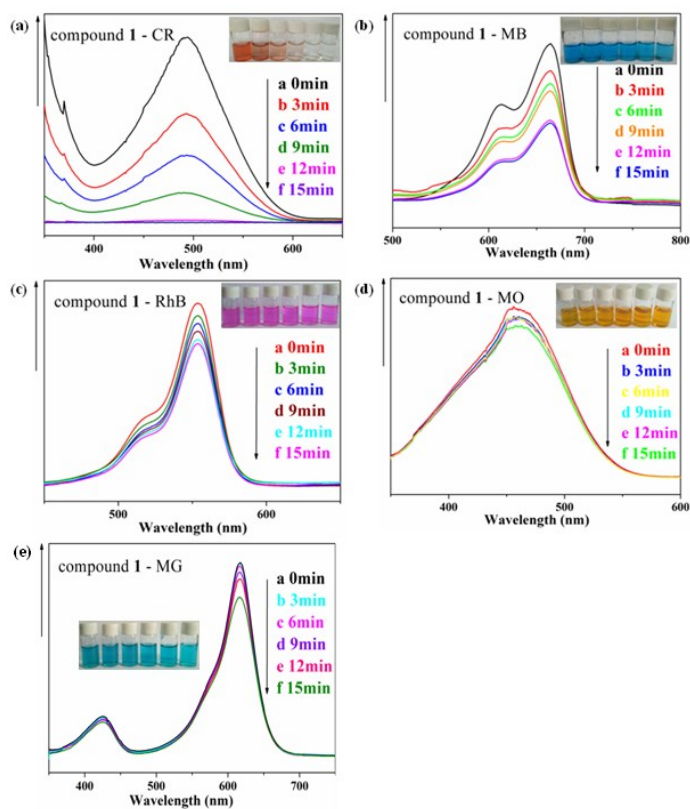 (a)
compound 1 - CR
a 0min
b 3min
c 6min
d 9min
e 12min
f 15min
400 500 600
Wavelength (nm)
(b)
compound 1 - MB
a 0min
b 3min
c 6min
d 9min
e 12min
f 15min
500 600 700 800
Wavelength (nm)
(c)
compound 1 - RhB
a 0min
b 3min
c 6min
d 9min
e 12min
f 15min
500 600
Wavelength (nm)
(d)
compound 1 - MO
a 0min
b 3min
c 6min
d 9min
e 12min
f 15min
400 500 600
Wavelength (nm)
(e)
compound 1 - MG
a 0min
b 3min
c 6min
d 9min
e 12min
f 15min
400 500 600 700
Wavelength (nm)